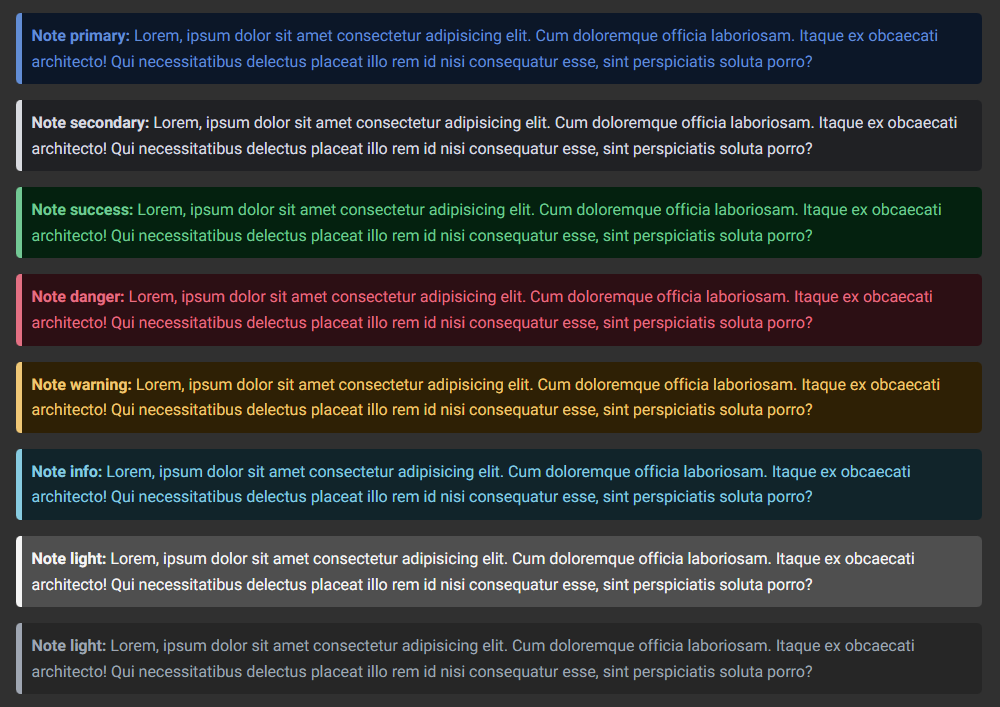 Note primary: Lorem, ipsum dolor sit amet consectetur adipisicing elit. Cum doloremque officia laboriosam. Itaque ex obcaecati
architecto! Qui necessitatibus delectus placeat illo rem id nisi consequatur esse, sint perspiciatis soluta porro?
Note secondary: Lorem, ipsum dolor sit amet consectetur adipisicing elit. Cum doloremque officia laboriosam. Itaque ex obcaecati
architecto! Qui necessitatibus delectus placeat illo rem id nisi consequatur esse, sint perspiciatis soluta porro?
Note success: Lorem, ipsum dolor sit amet consectetur adipisicing elit. Cum doloremque officia laboriosam. Itaque ex obcaecati
architecto! Qui necessitatibus delectus placeat illo rem id nisi consequatur esse, sint perspiciatis soluta porro?
Note danger: Lorem, ipsum dolor sit amet consectetur adipisicing elit. Cum doloremque officia laboriosam. Itaque ex obcaecati
architecto! Qui necessitatibus delectus placeat illo rem id nisi consequatur esse, sint perspiciatis soluta porro?
Note warning: Lorem, ipsum dolor sit amet consectetur adipisicing elit. Cum doloremque officia laboriosam. Itaque ex obcaecati
architecto! Qui necessitatibus delectus placeat illo rem id nisi consequatur esse, sint perspiciatis soluta porro?
Note info: Lorem, ipsum dolor sit amet consectetur adipisicing elit. Cum doloremque officia laboriosam. Itaque ex obcaecati
architecto! Qui necessitatibus delectus placeat illo rem id nisi consequatur esse, sint perspiciatis soluta porro?
Note light: Lorem, ipsum dolor sit amet consectetur adipisicing elit. Cum doloremque officia laboriosam. Itaque ex obcaecati
architecto! Qui necessitatibus delectus placeat illo rem id nisi consequatur esse, sint perspiciatis soluta porro?
Note light: Lorem, ipsum dolor sit amet consectetur adipisicing elit. Cum doloremque officia laboriosam. Itaque ex obcaecati
architecto! Qui necessitatibus delectus placeat illo rem id nisi consequatur esse, sint perspiciatis soluta porro?